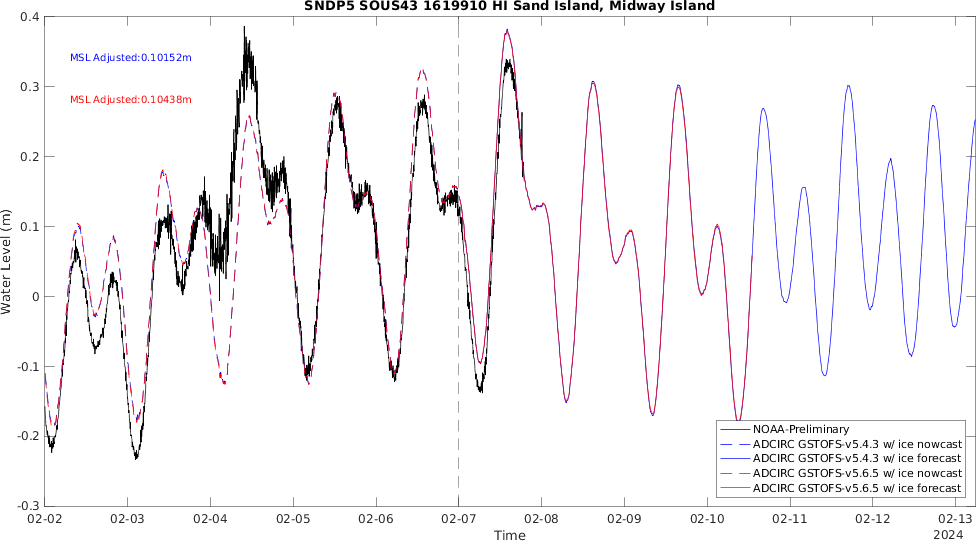 SNDP5 SOUS43 1619910 HI Sand Island, Midway Island
MSL Adjusted:0.10152m
MSL Adjusted:0.10438m
Water Level (m)
0.4
0.3
0.2
0.1
0
-0.1
-0.2
-0.3
NOAA-Preliminary
ADCIRC GSTOFS-v5.4.3 w/ ice nowcast
ADCIRC GSTOFS-v5.4.3 w/ ice forecast
ADCIRC GSTOFS-v5.6.5 w/ ice nowcast
ADCIRC GSTOFS-v5.6.5 w/ ice forecast
02-02 02-03 02-04 02-05 02-06 02-07 02-08 02-09 02-10 02-11 02-12 02-13
Time
2024